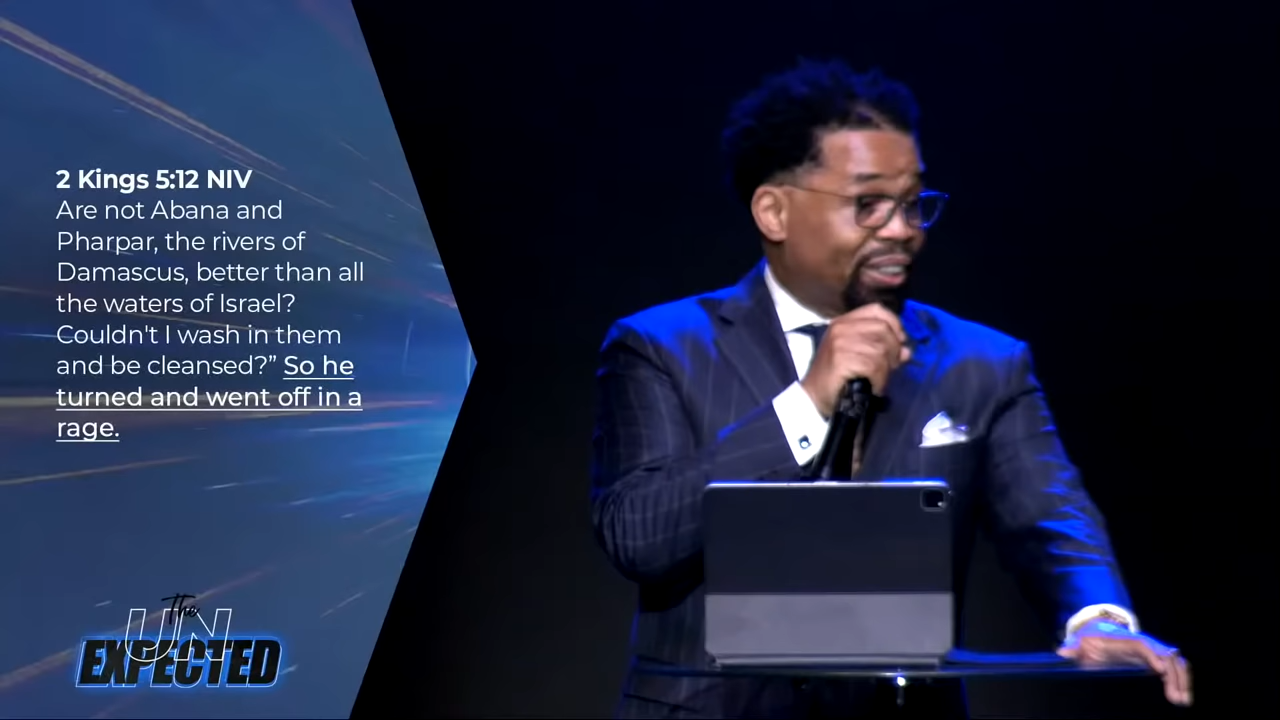 2 Kings 5:12 NIV
Are not Abana and
Pharpar, the rivers of
Damascus, better than all
the waters of Israel?
Couldn't I wash in them
and be cleansed?” So he
turned and went off in a
rage.
The
UN
EXPECTED